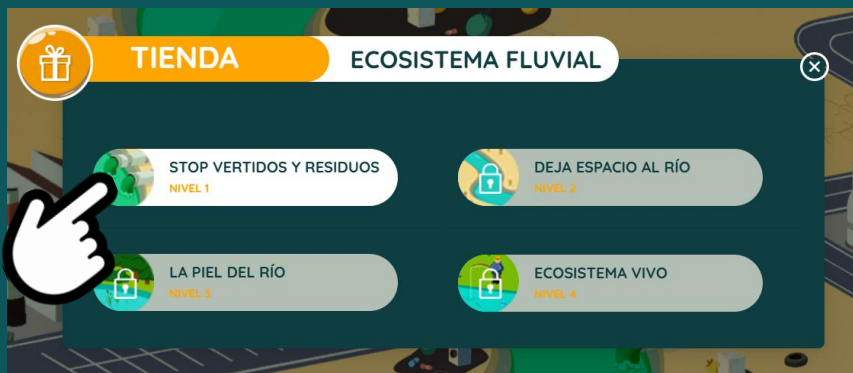 TIENDA
ECOSISTEMA FLUVIAL
STOP VERTIDOS Y RESIDUOS
NIVEL 1
DEJA ESPACIO AL RÍO
NIVEL 2
LA PIEL DEL RÍO
NIVEL 3
ECOSISTEMA VIVO
NIVEL 4